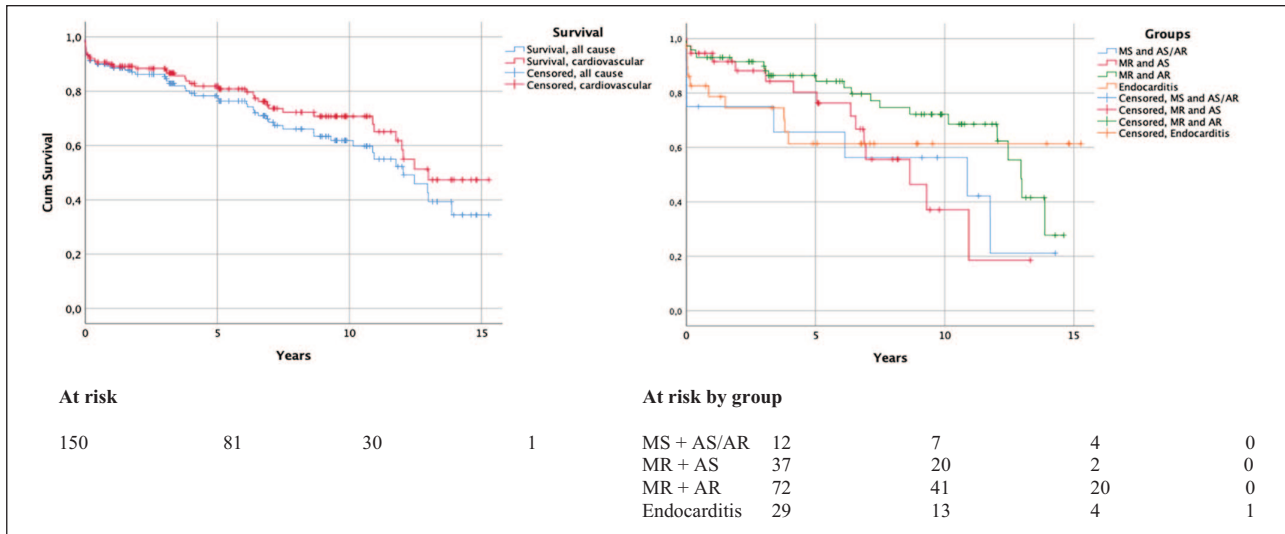 Survival
Survival, all cause
Survival, cardiovascular
Censored, all cause
Censored, cardiovascular
Cum Survival
1,0
0,8
0,6
0,4
0,2
0,0
0 5 10 15
Years
Groups
MS and AS/AR
MR and AS
MR and AR
Endocarditis
Censored, MS and AS/AR
Censored, MR and AS
Censored, MR and AR
Censored, Endocarditis
1,0
0,8
0,6
0,4
0,2
0,0
0 5 10 15
Years
At risk
150 81 30 1
At risk by group
MS + AS/AR 12 7 4 0
MR + AS 37 20 2 0
MR + AR 72 41 20 0
Endocarditis 29 13 4 1